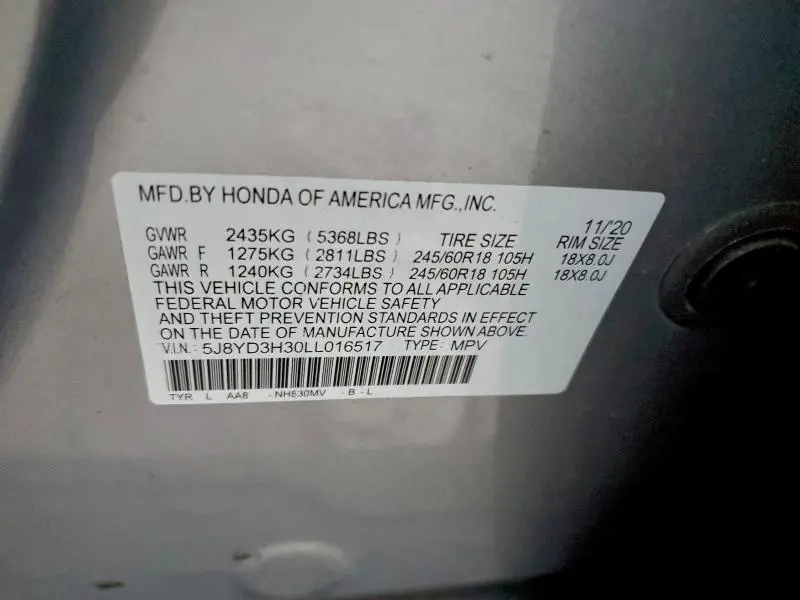 MFD.BY HONDA OF AMERICA MFG.,INC.
11/'20
GVWR 2435KG ( 5368LBS ) TIRE SIZE RIM SIZE
GAWR F 1275KG ( 2811LBS ) 245/60R18 105H 18X8.0J
GAWR R 1240KG ( 2734LBS ) 245/60R18 105H 18X8.0J
THIS VEHICLE CONFORMS TO ALL APPLICABLE
FEDERAL MOTOR VEHICLE SAFETY
AND THEFT PREVENTION STANDARDS IN EFFECT
ON THE DATE OF MANUFACTURE SHOWN ABOVE.
V.I.N.: 5J8YD3H30LL016517 TYPE: MPV
TYR L AA8 -NH830MV -B -L